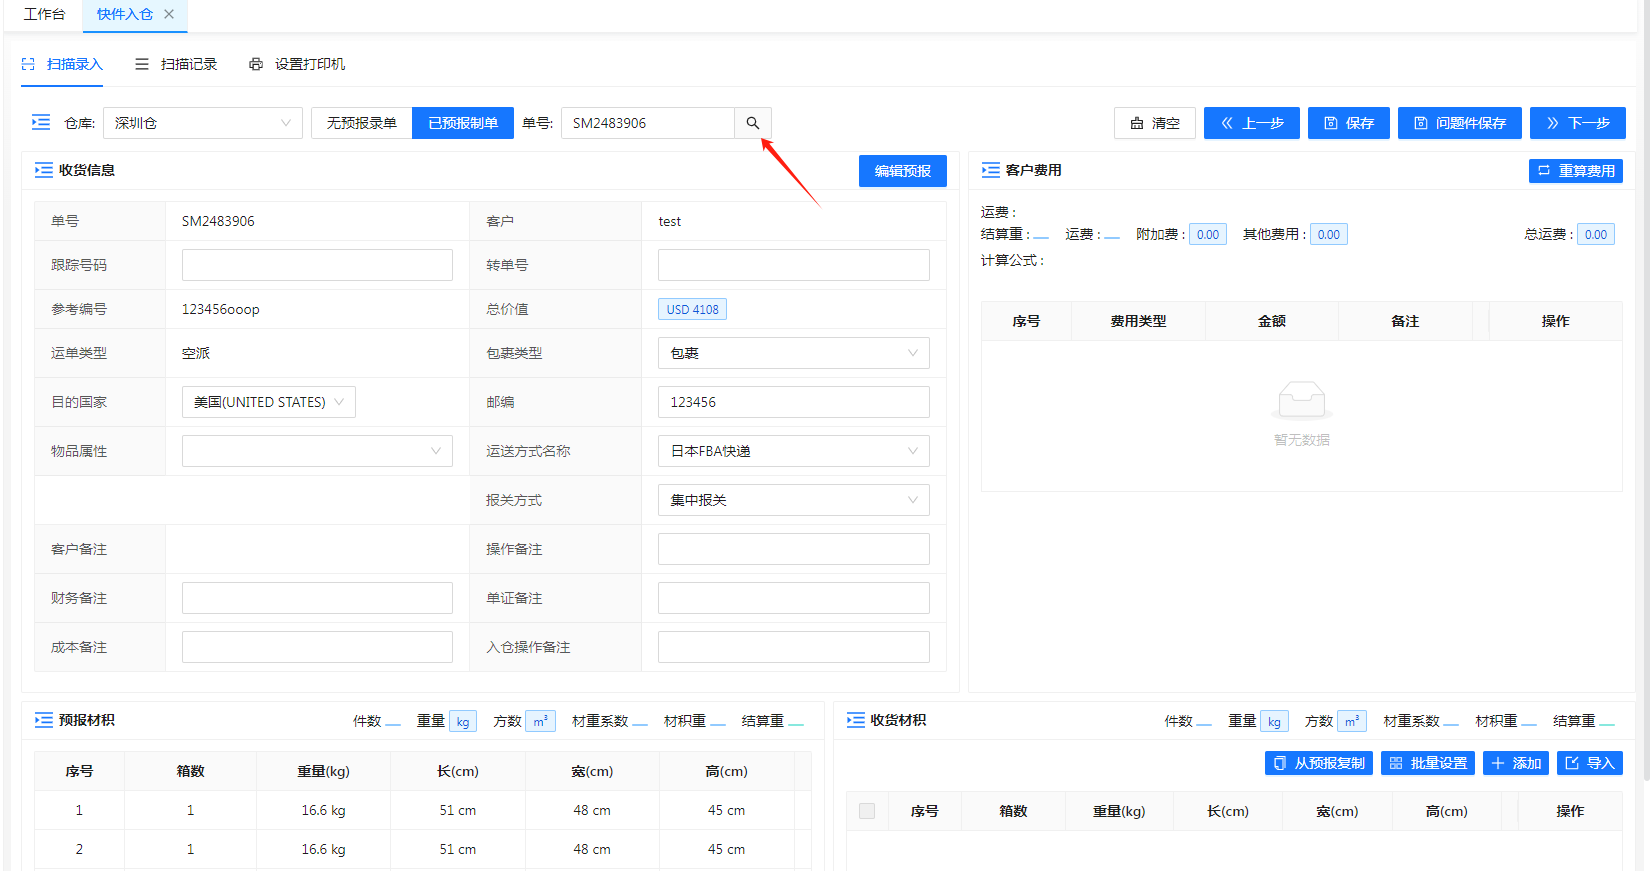 工作台 快件入仓
扫描录入 扫描记录 设置打印机
仓库: 深圳仓 无预报录单 已预报制单 单号: SM2483906 清空 上一步 保存 问题件保存 下一步
收货信息 编辑预报
单号 SM2483906 客户 test
跟踪号码 转单号
参考编号 123456ooop 总价值 USD 4108
运单类型 空派 包裹类型 包裹
目的国家 美国(UNITED STATES) 邮编 123456
物品属性 运送方式名称 日本FBA快递
报关方式 集中报关
客户备注 操作备注
财务备注 单证备注
成本备注 入仓操作备注
客户费用 重算费用
运费 :
结算重 : 运费 : 附加费 : 0.00 其他费用 : 0.00 总运费 : 0.00
计算公式 :
序号 费用类型 金额 备注 操作
暂无数据
预报材积 件数 重量 kg 方数 m³ 材重系数 材积重 结算重
序号 箱数 重量(kg) 长(cm) 宽(cm) 高(cm)
1 1 16.6 kg 51 cm 48 cm 45 cm
2 1 16.6 kg 51 cm 48 cm 45 cm
收货材积 件数 重量 kg 方数 m³ 材重系数 材积重 结算重
从预报复制 批量设置 添加 导入
序号 箱数 重量(kg) 长(cm) 宽(cm) 高(cm) 操作